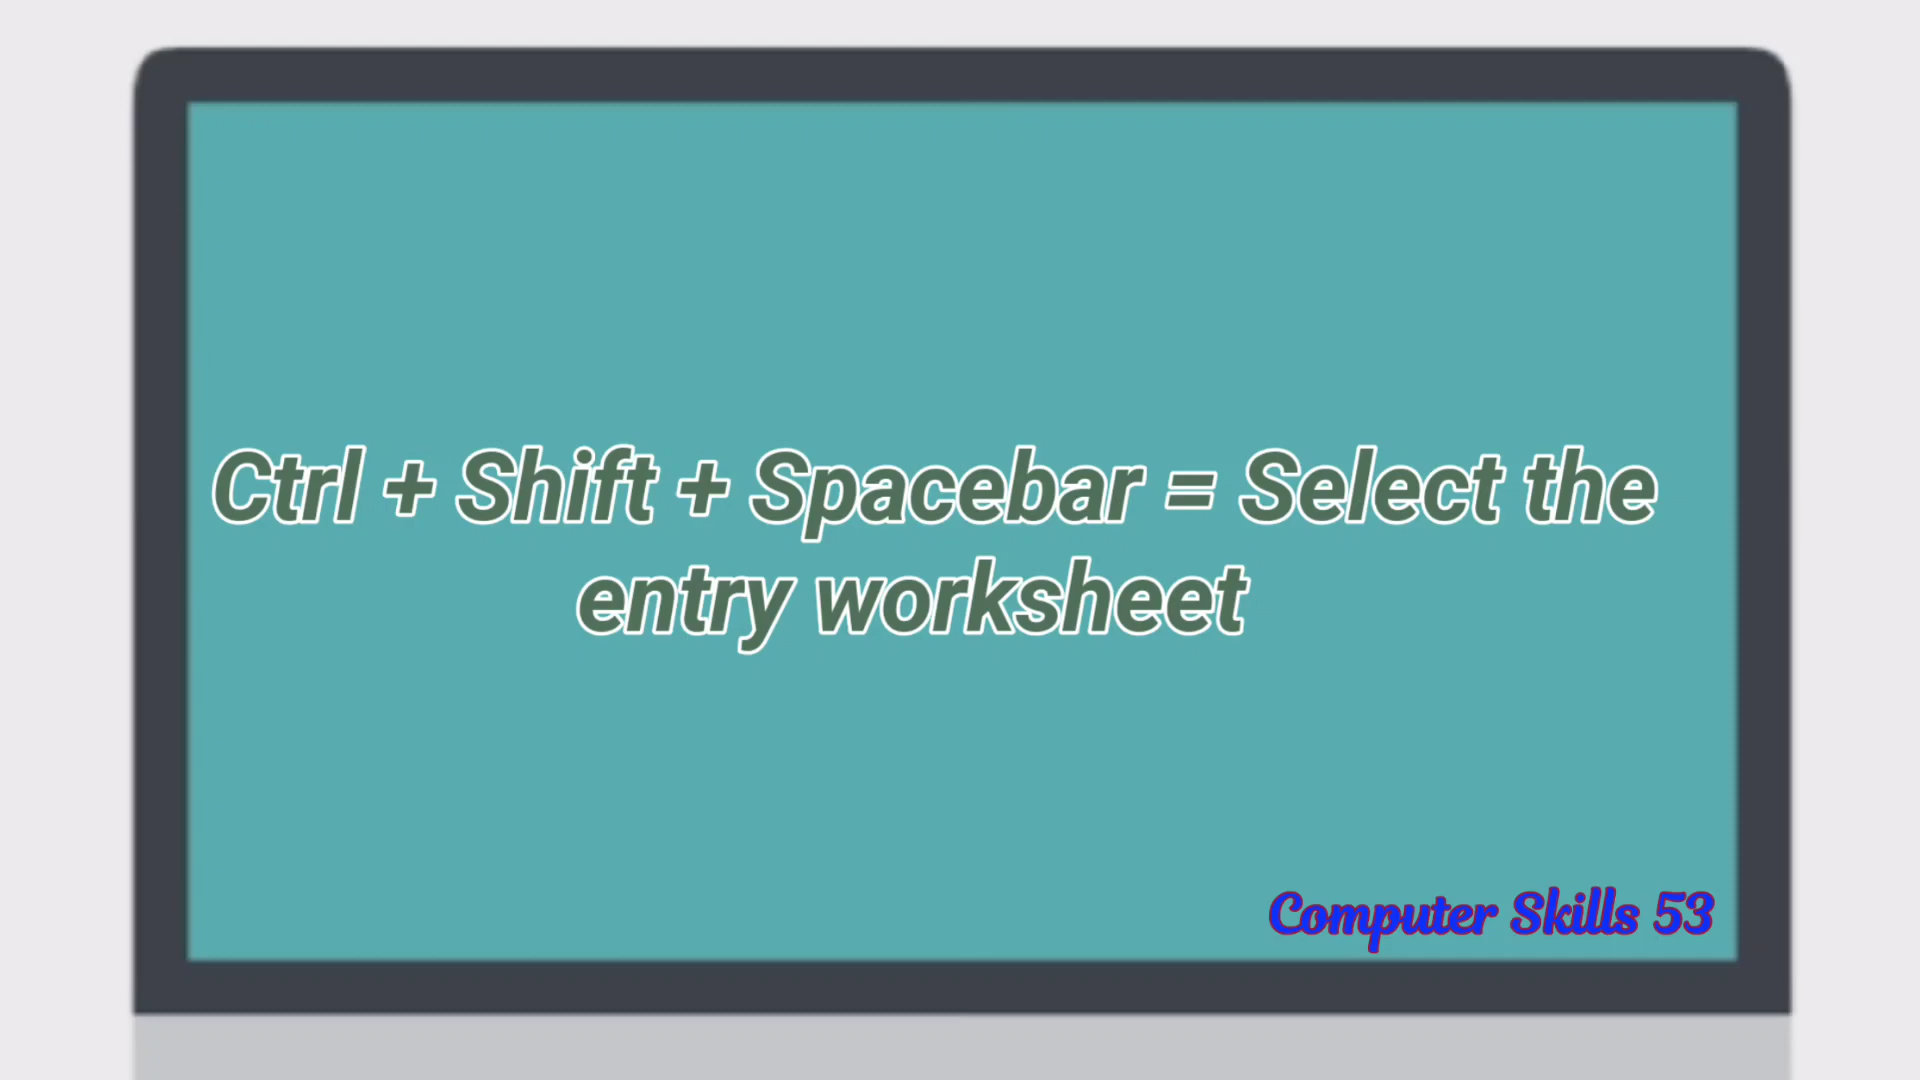 Ctrl + Shift + Spacebar = Select the
entry worksheet
Computer Skills 53